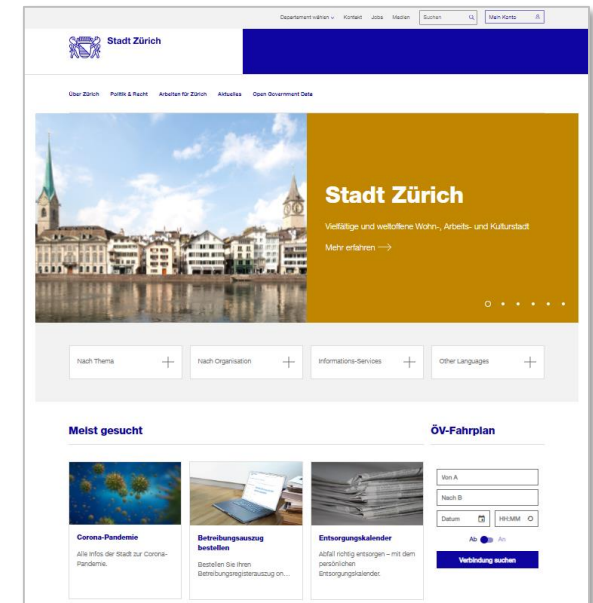 Departement wählen
Kontakt
Jobs
Medien
Suchen
Mein Konto
Stadt Zürich
Über Zürich
Politik & Recht
Arbeiten für Zürich
Aktuelles
Open Government Data
Stadt Zürich
Vielfältige und weltoffene Wohn-, Arbeits- und Kulturstadt
Mehr erfahren →
Nach Thema
Nach Organisation
Informations-Services
Other Languages
Meist gesucht
Corona-Pandemie
Alle Infos der Stadt zur Corona-
Pandemie.
Betreibungsauszug
bestellen
Bestellen Sie Ihren
Betreibungsregisterauszug on...
Entsorgungskalender
Abfall richtig entsorgen – mit dem
persönlichen
Entsorgungskalender.
ÖV-Fahrplan
Von A
Nach B
Datum
HH:MM
Ab
An
Verbindung suchen